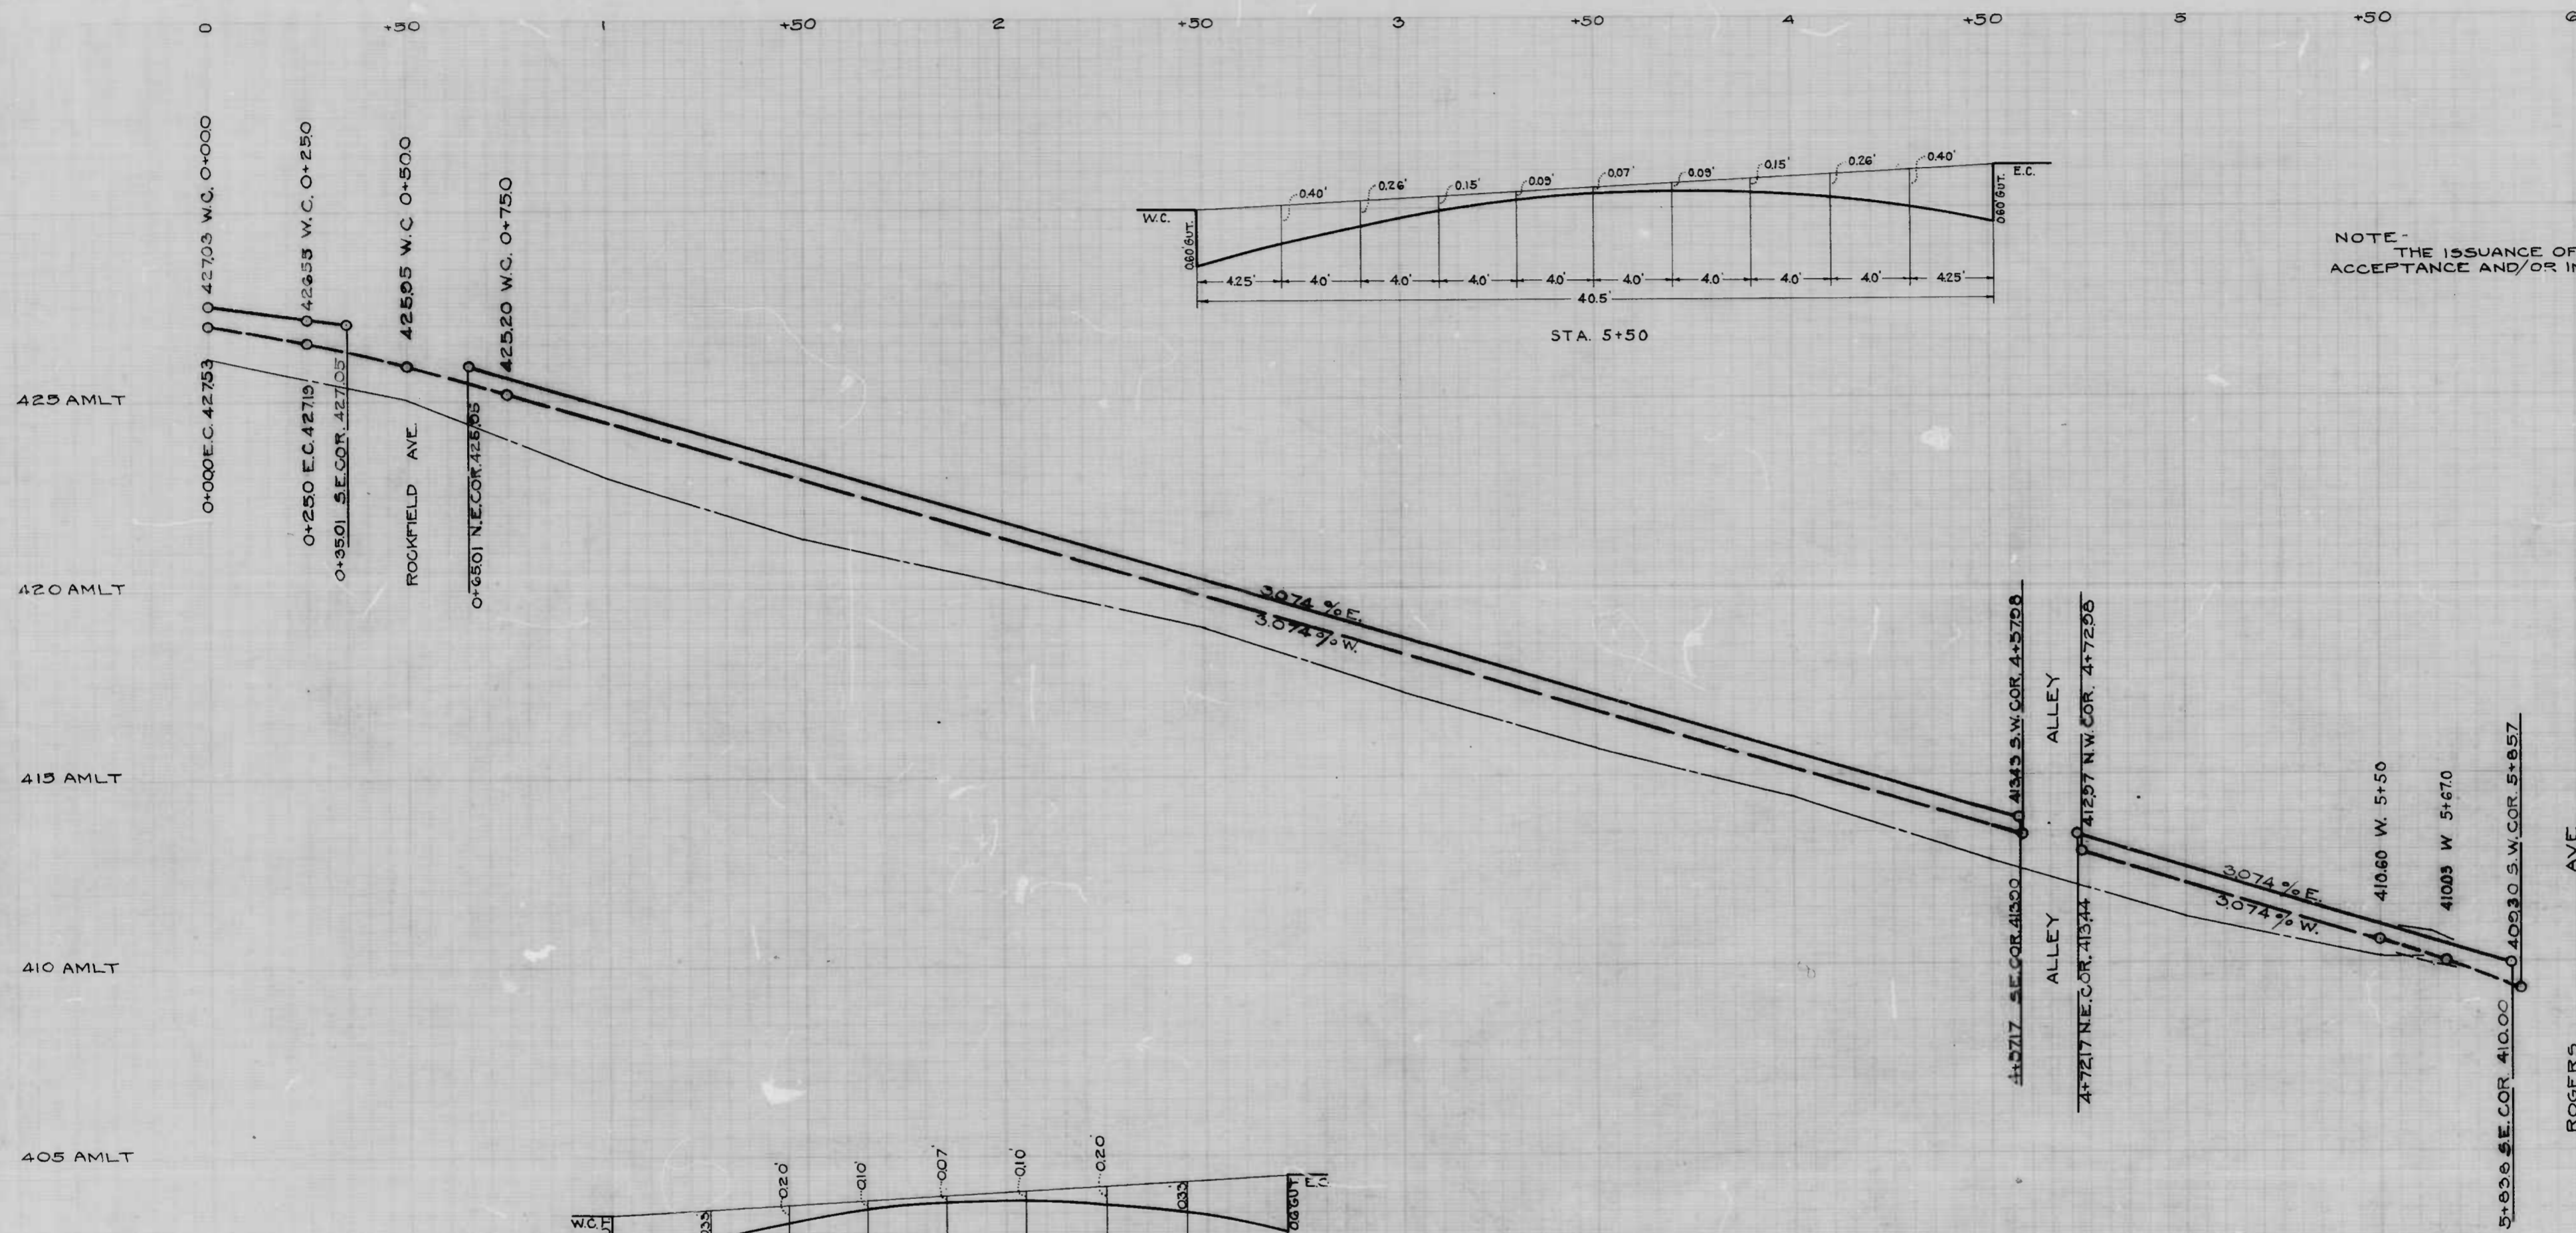 0 +50 1 +50 2 +50 3 +50 4 +50 5 +50 6
427.03 W.C. 0+00.0
426.53 W.C. 0+25.0
425.95 W.C 0+50.0
425.20 W.C. 0+75.0
0+00.0 E.C. 427.53
0+25.0 E.C. 427.19
0+35.01 S.E.COR. 427.05
ROCKFIELD AVE.
0+65.01 N.E.COR.
425 AMLT
420 AMLT
415 AMLT
410 AMLT
405 AMLT
W.C.
0.60' GUT.
0.40' 0.26' 0.15' 0.09' 0.07' 0.09' 0.15' 0.26' 0.40'
E.C.
0.60' GUT.
4.25' 4.0' 4.0' 4.0' 4.0' 4.0' 4.0' 4.0' 4.0' 4.25'
40.5'
STA. 5+50
NOTE-
THE ISSUANCE OF
ACCEPTANCE AND/OR
3.074 % E.
3.074 % W.
413.43 S.W. COR. 4+57.98
ALLEY
412.97 N.W. COR. 4+72.98
4+57.17 S.E. COR. 413.90
ALLEY
4+72.17 N.E. COR. 413.44
3.074 % E.
3.074 % W.
410.60 W. 5+50
410.03 W 5+67.0
409.30 S.W. COR. 5+85.7
5+83.8 S.E. COR. 410.00
ROGERS AVE.
W.C.
0.33 0.20' 0.10' 0.07 0.10' 0.20' 0.33
0.6 GUT